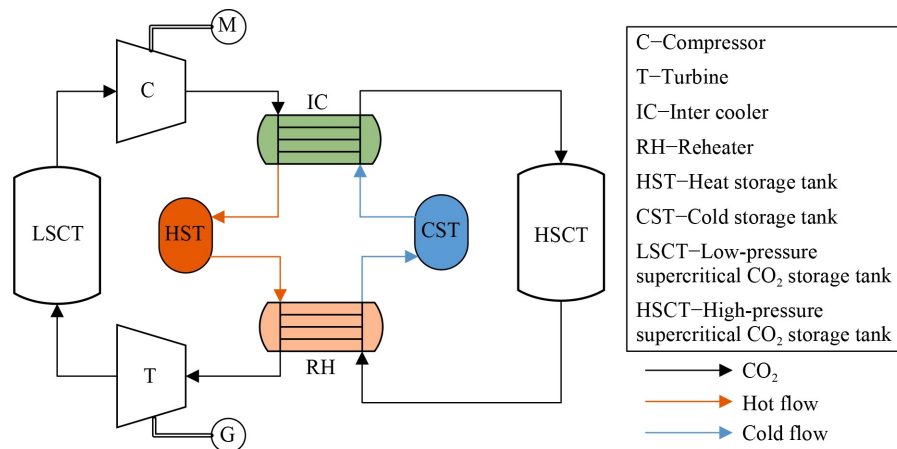 M
C
IC
LSCT
HST
CST
HSCT
RH
T
G
C–Compressor
T–Turbine
IC–Inter cooler
RH–Reheater
HST–Heat storage tank
CST–Cold storage tank
LSCT–Low-pressure
supercritical CO₂ storage tank
HSCT–High-pressure
supercritical CO₂ storage tank
CO₂
Hot flow
Cold flow